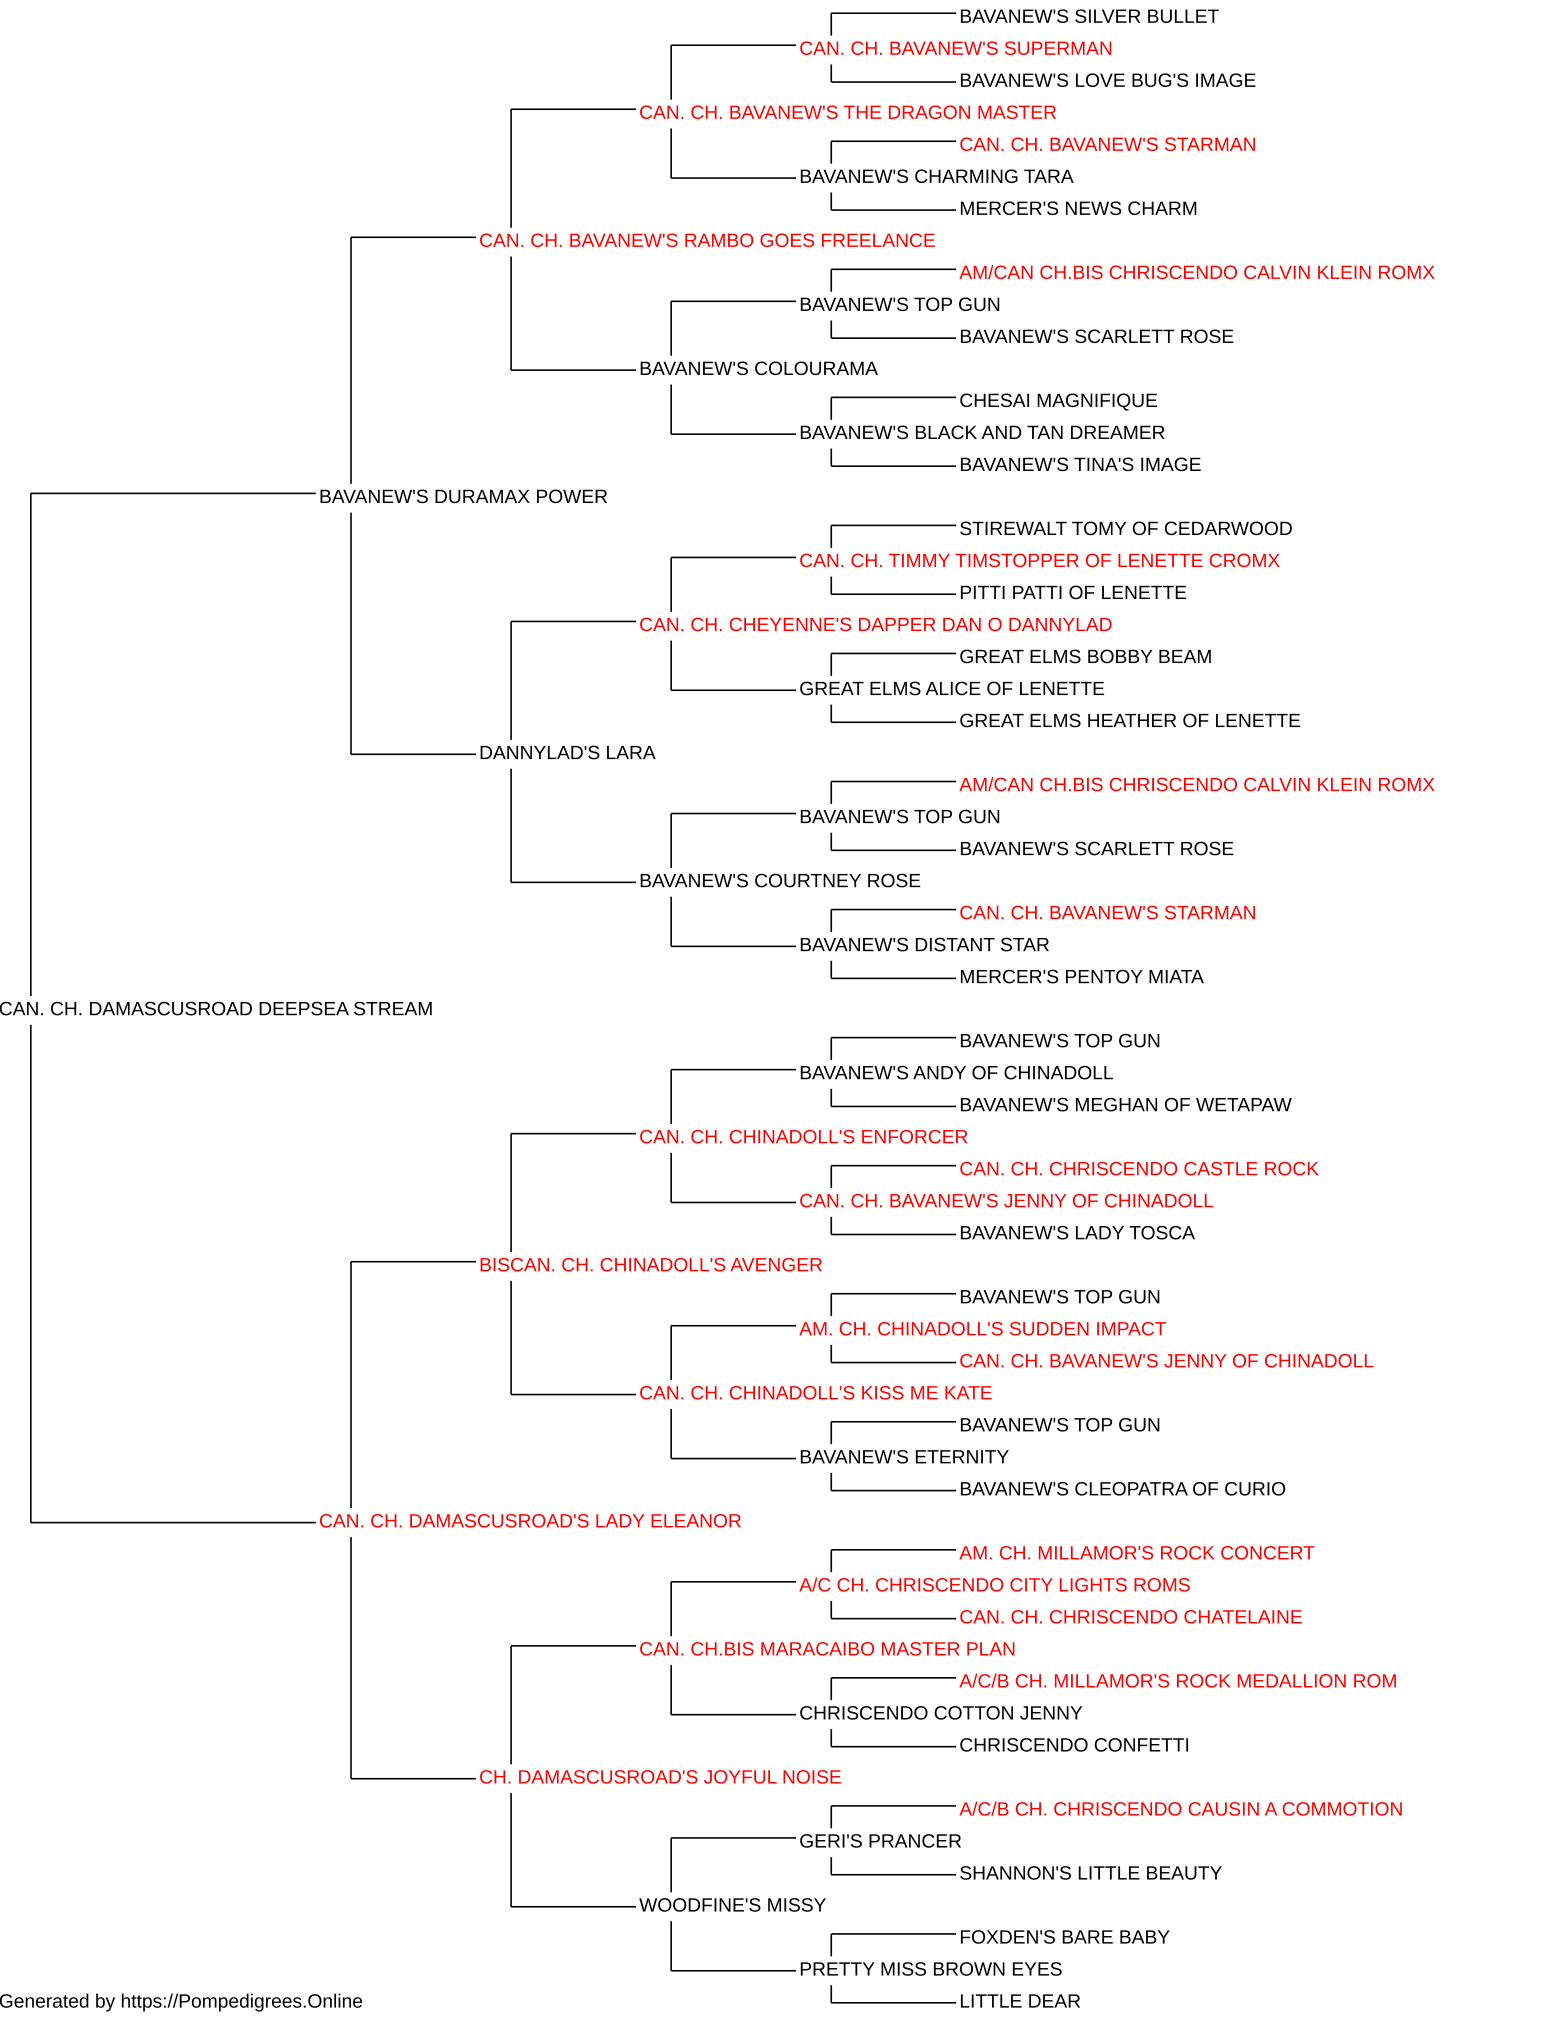 BAVANEW'S SILVER BULLET
CAN. CH. BAVANEW'S SUPERMAN
BAVANEW'S LOVE BUG'S IMAGE
CAN. CH. BAVANEW'S THE DRAGON MASTER
CAN. CH. BAVANEW'S STARMAN
BAVANEW'S CHARMING TARA
MERCER'S NEWS CHARM
CAN. CH. BAVANEW'S RAMBO GOES FREELANCE
AM/CAN CH.BIS CHRISCENDO CALVIN KLEIN ROMX
BAVANEW'S TOP GUN
BAVANEW'S SCARLETT ROSE
BAVANEW'S COLOURAMA
CHESAI MAGNIFIQUE
BAVANEW'S BLACK AND TAN DREAMER
BAVANEW'S TINA'S IMAGE
BAVANEW'S DURAMAX POWER
STIREWALT TOMY OF CEDARWOOD
CAN. CH. TIMMY TIMSTOPPER OF LENETTE CROMX
PITTI PATTI OF LENETTE
CAN. CH. CHEYENNE'S DAPPER DAN O DANNYLAD
GREAT ELMS BOBBY BEAM
GREAT ELMS ALICE OF LENETTE
GREAT ELMS HEATHER OF LENETTE
DANNYLAD'S LARA
AM/CAN CH.BIS CHRISCENDO CALVIN KLEIN ROMX
BAVANEW'S TOP GUN
BAVANEW'S SCARLETT ROSE
BAVANEW'S COURTNEY ROSE
CAN. CH. BAVANEW'S STARMAN
BAVANEW'S DISTANT STAR
MERCER'S PENTOY MIATA
CAN. CH. DAMASCUSROAD DEEPSEA STREAM
BAVANEW'S TOP GUN
BAVANEW'S ANDY OF CHINADOLL
BAVANEW'S MEGHAN OF WETAPAW
CAN. CH. CHINADOLL'S ENFORCER
CAN. CH. CHRISCENDO CASTLE ROCK
CAN. CH. BAVANEW'S JENNY OF CHINADOLL
BAVANEW'S LADY TOSCA
BISCAN. CH. CHINADOLL'S AVENGER
BAVANEW'S TOP GUN
AM. CH. CHINADOLL'S SUDDEN IMPACT
CAN. CH. BAVANEW'S JENNY OF CHINADOLL
CAN. CH. CHINADOLL'S KISS ME KATE
BAVANEW'S TOP GUN
BAVANEW'S ETERNITY
BAVANEW'S CLEOPATRA OF CURIO
CAN. CH. DAMASCUSROAD'S LADY ELEANOR
AM. CH. MILLAMOR'S ROCK CONCERT
A/C CH. CHRISCENDO CITY LIGHTS ROMS
CAN. CH. CHRISCENDO CHATELAINE
CAN. CH.BIS MARACAIBO MASTER PLAN
A/C/B CH. MILLAMOR'S ROCK MEDALLION ROM
CHRISCENDO COTTON JENNY
CHRISCENDO CONFETTI
CH. DAMASCUSROAD'S JOYFUL NOISE
A/C/B CH. CHRISCENDO CAUSIN A COMMOTION
GERI'S PRANCER
SHANNON'S LITTLE BEAUTY
WOODFINE'S MISSY
FOXDEN'S BARE BABY
PRETTY MISS BROWN EYES
LITTLE DEAR
Generated by https://Pompedigrees.Online